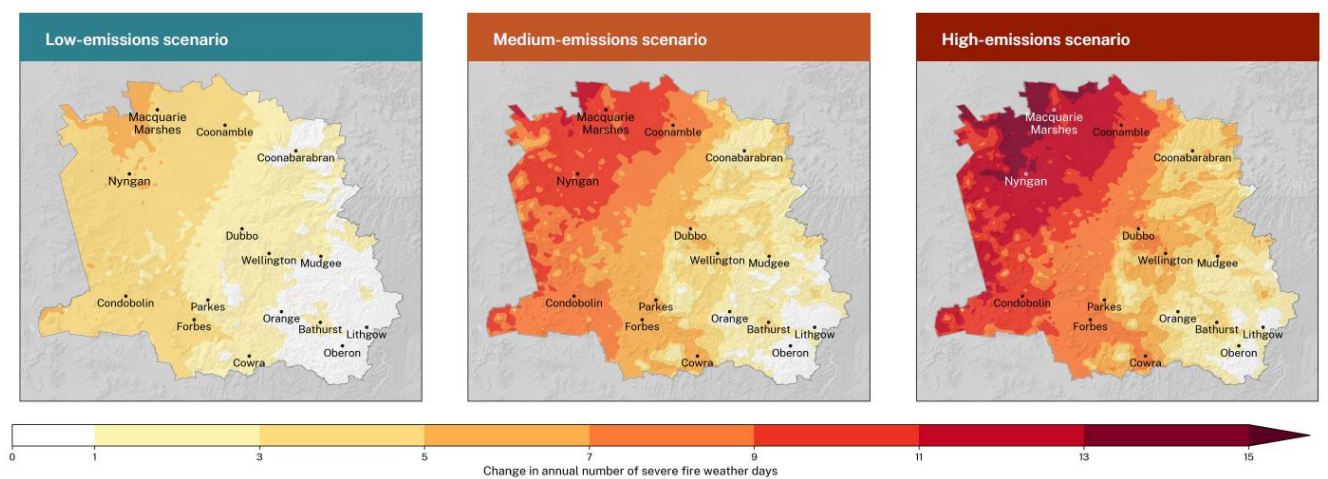 Low-emissions scenario
Macquarie
Marshes
Coonamble
Coonabarabran
Nyngan
Dubbo
Wellington
Mudgee
Condobolin
Parkes
Forbes
Orange
Bathurst
Lithgow
Oberon
Cowra
Medium-emissions scenario
Macquarie
Marshes
Coonamble
Coonabarabran
Nyngan
Dubbo
Wellington
Mudgee
Condobolin
Parkes
Forbes
Orange
Bathurst
Lithgow
Oberon
Cowra
High-emissions scenario
Macquarie
Marshes
Coonamble
Coonabarabran
Nyngan
Dubbo
Wellington
Mudgee
Condobolin
Parkes
Forbes
Orange
Bathurst
Lithgow
Oberon
Cowra
0 1 3 5 7 9 11 13 15
Change in annual number of severe fire weather days